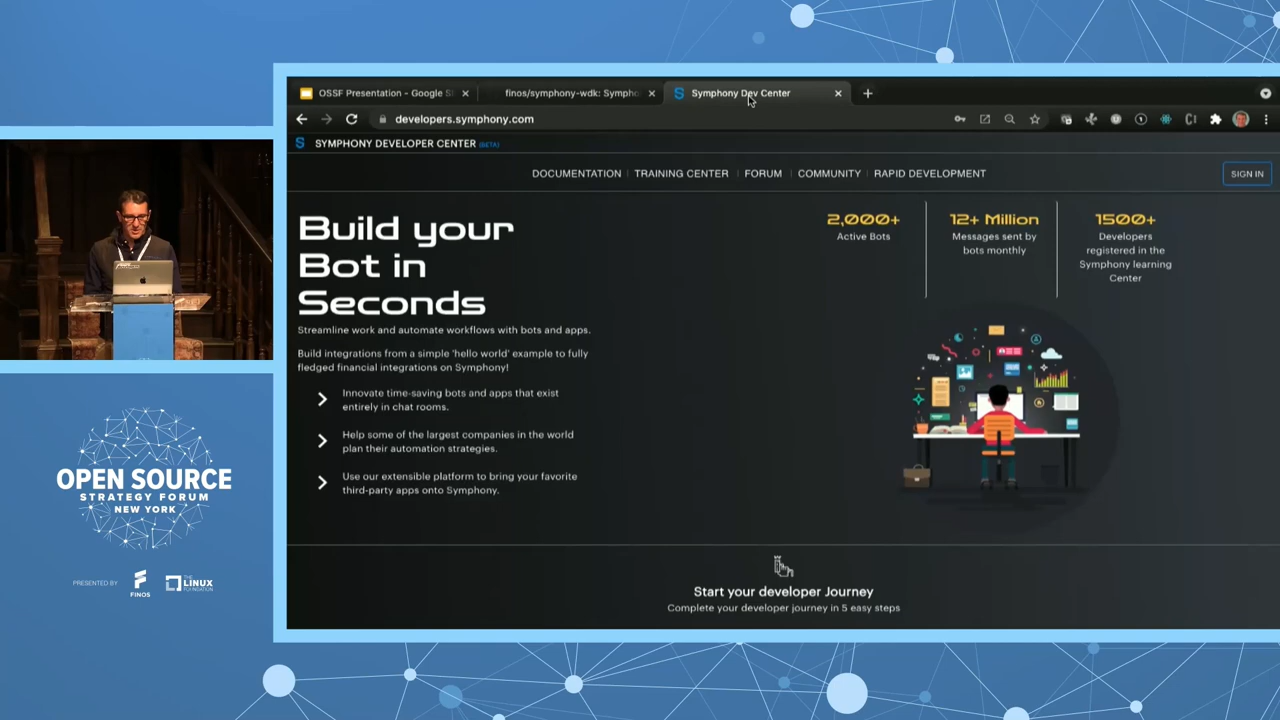 OSSF Presentation - Google Sl
finos/symphony-wdk: Sympho
Symphony Dev Center
developers.symphony.com
SYMPHONY DEVELOPER CENTER (BETA)
DOCUMENTATION
TRAINING CENTER
FORUM
COMMUNITY
RAPID DEVELOPMENT
SIGN IN
Build your
Bot in
Seconds
Streamline work and automate workflows with bots and apps.
Build integrations from a simple 'hello world' example to fully
fledged financial integrations on Symphony!
Innovate time-saving bots and apps that exist
entirely in chat rooms.
Help some of the largest companies in the world
plan their automation strategies.
Use our extensible platform to bring your favorite
third-party apps onto Symphony.
2,000+
Active Bots
12+ Million
Messages sent by
bots monthly
1500+
Developers
registered in the
Symphony learning
Center
Start your developer Journey
Complete your developer journey in 5 easy steps
OPEN SOURCE
STRATEGY FORUM
NEW YORK
PRESENTED BY
FINOS
THE
LINUX
FOUNDATION